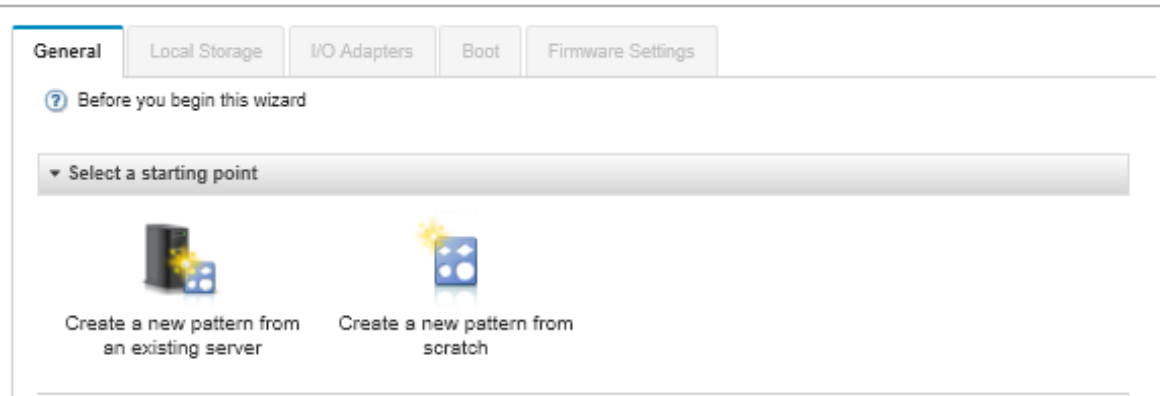 General Local Storage I/O Adapters Boot Firmware Settings
? Before you begin this wizard
Select a starting point
Create a new pattern from an existing server
Create a new pattern from scratch